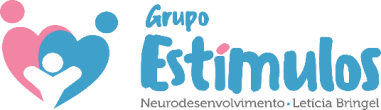 Grupo
Estímulos
Neurodesenvolvimento • Letícia Bringel